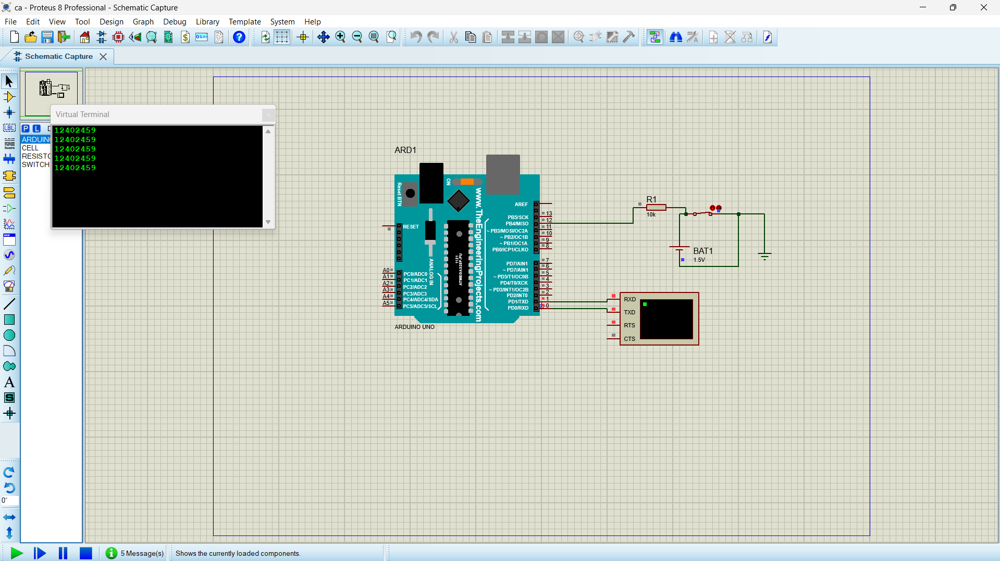 ca - Proteus 8 Professional - Schematic Capture
File Edit View Tool Design Graph Debug Library Template System Help
Schematic Capture
Virtual Terminal
12402459
12402459
12402459
12402459
12402459
P L D
ARDUINO
CELL
RESISTO
SWITCH
LBL
A
S
0°
ARD1
Reset BTN
ON
www.TheEngineeringProjects.com
RESET
ANALOG IN
ATMEGA328P-PU
1121
A0 PC0/ADC0
A1 PC1/ADC1
A2 PC2/ADC2
A3 PC3/ADC3
A4 PC4/ADC4/SDA
A5 PC5/ADC5/SCL
AREF
PB5/SCK 13
PB4/MISO 12
~ PB3/MOSI/OC2A 11
~ PB2/OC1B 10
~ PB1/OC1A 9
PB0/ICP1/CLKO 8
PD7/AIN1 7
~ PD7/AIN1 6
~ PD5/T1/OC0B 5
PD4/T0/XCK 4
~ PD3/INT1/OC2B 3
PD2/INT0 2
PD1/TXD 1
PD0/RXD 0
ARDUINO UNO
R1
10k
BAT1
1.5V
RXD
TXD
RTS
CTS
5 Message(s) Shows the currently loaded components.